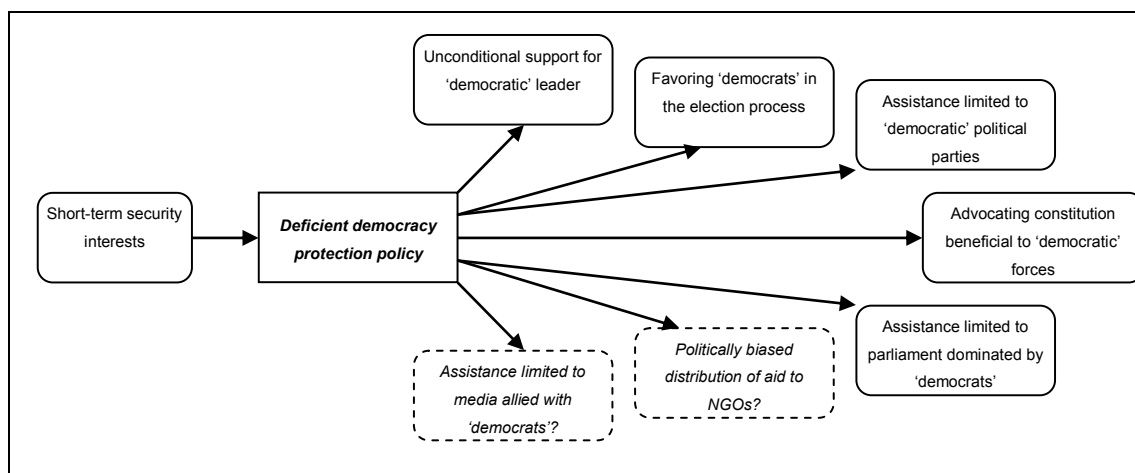 Unconditional support for
‘democratic’ leader
Favoring ‘democrats’ in
the election process
Assistance limited to
‘democratic’ political
parties
Short-term security
interests
Deficient democracy
protection policy
Advocating constitution
beneficial to ‘democratic’
forces
Assistance limited to
media allied with
‘democrats’?
Politically biased
distribution of aid to
NGOs?
Assistance limited to
parliament dominated by
‘democrats’